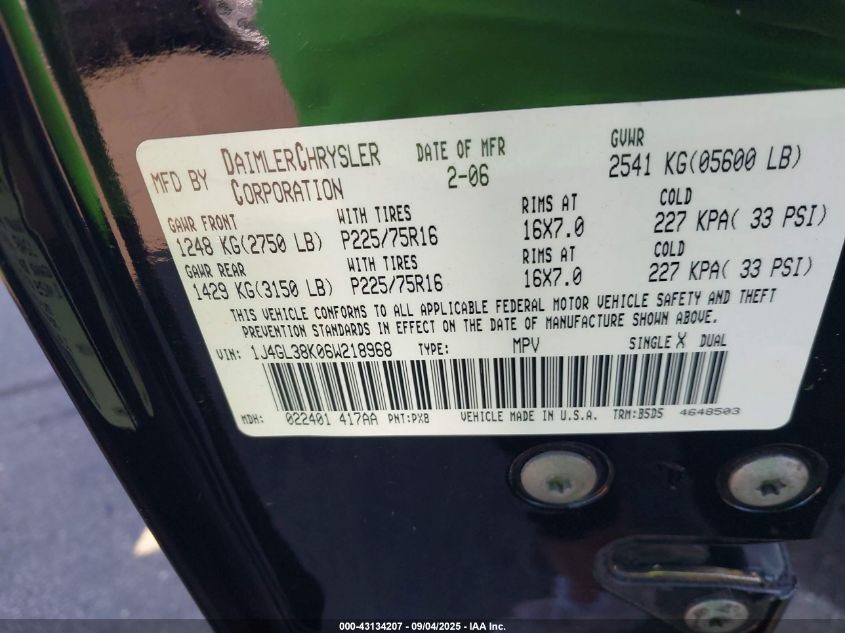 MFD BY DAIMLERCHRYSLER CORPORATION DATE OF MFR 2-06 GVWR 2541 KG(05600 LB)
GAWR FRONT WITH TIRES RIMS AT COLD
1248 KG(2750 LB) P225/75R16 16X7.0 227 KPA( 33 PSI)
GAWR REAR WITH TIRES RIMS AT COLD
1429 KG(3150 LB) P225/75R16 16X7.0 227 KPA( 33 PSI)
THIS VEHICLE CONFORMS TO ALL APPLICABLE FEDERAL MOTOR VEHICLE SAFETY AND THEFT
PREVENTION STANDARDS IN EFFECT ON THE DATE OF MANUFACTURE SHOWN ABOVE.
VIN: 1J4GL38K06W218968 TYPE: MPV SINGLE X DUAL
MDH: 022401 417AA PNT:PXB VEHICLE MADE IN U.S.A. TRM:B5D5 4648503
000-43134207 - 09/04/2025 - IAA Inc.